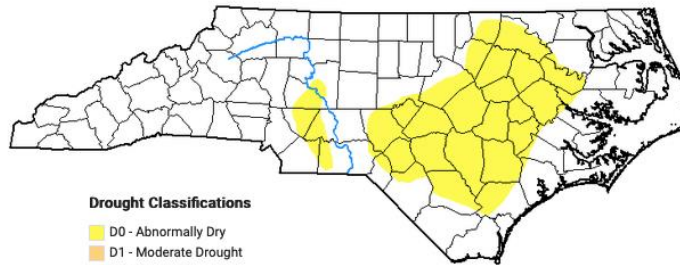 Drought Classifications
D0 - Abnormally Dry
D1 - Moderate Drought